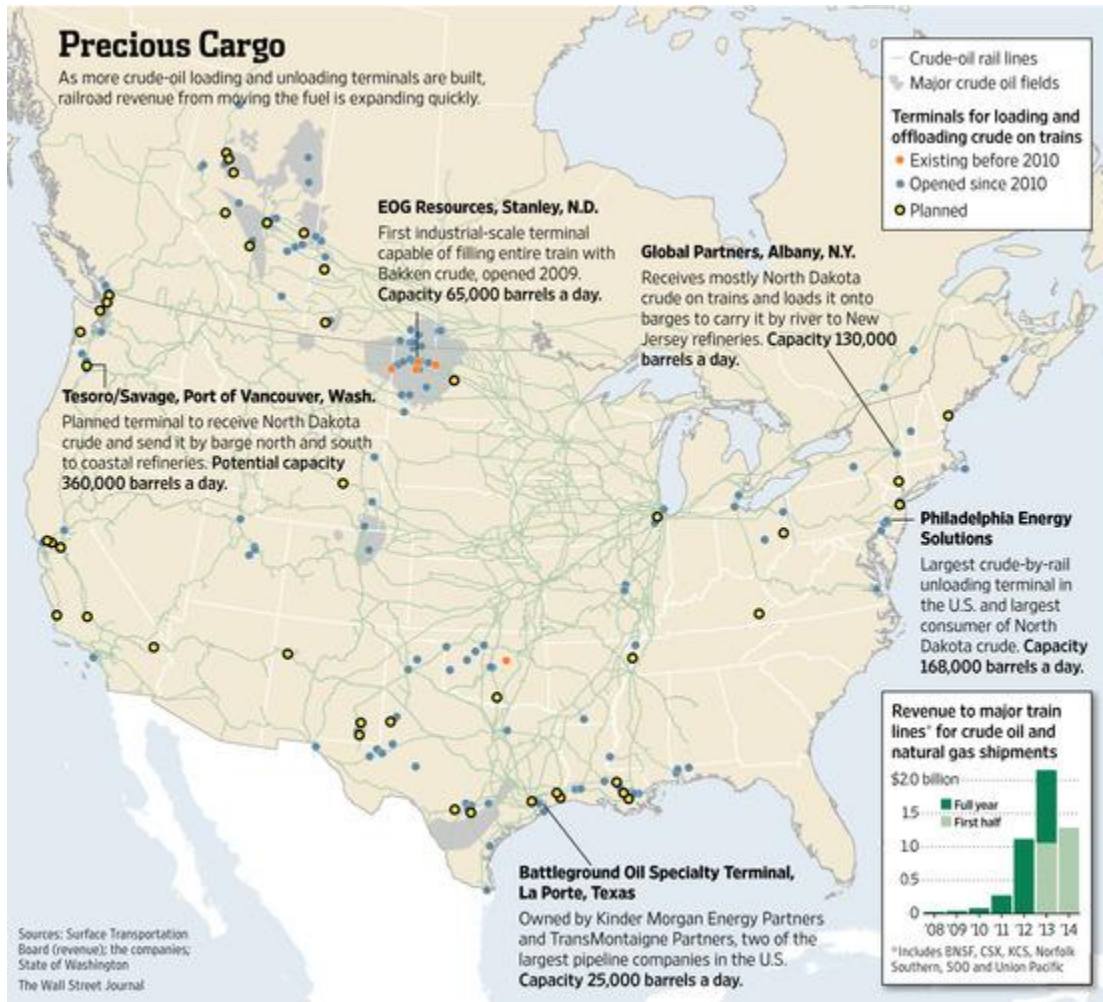 Precious Cargo
As more crude-oil loading and unloading terminals are built,
railroad revenue from moving the fuel is expanding quickly.
Crude-oil rail lines
Major crude oil fields
Terminals for loading and
offloading crude on trains
Existing before 2010
Opened since 2010
Planned
EOG Resources, Stanley, N.D.
First industrial-scale terminal
capable of filling entire train with
Bakken crude, opened 2009.
Capacity 65,000 barrels a day.
Global Partners, Albany, N.Y.
Receives mostly North Dakota
crude on trains and loads it onto
barges to carry it by river to New
Jersey refineries. Capacity 130,000
barrels a day.
Tesoro/Savage, Port of Vancouver, Wash.
Planned terminal to receive North Dakota
crude and send it by barge north and south
to coastal refineries. Potential capacity
360,000 barrels a day.
Philadelphia Energy
Solutions
Largest crude-by-rail
unloading terminal in
the U.S. and largest
consumer of North
Dakota crude. Capacity
168,000 barrels a day.
Battleground Oil Specialty Terminal,
La Porte, Texas
Owned by Kinder Morgan Energy Partners
and TransMontaigne Partners, two of the
largest pipeline companies in the U.S.
Capacity 25,000 barrels a day.
Revenue to major train
lines* for crude oil and
natural gas shipments
$2.0 billion
Full year
1.5
First half
1.0
0.5
0
'08 '09 '10 '11 '12 '13 '14
*Includes BNSF, CSX, KCS, Norfolk
Southern, SOO and Union Pacific
Sources: Surface Transportation
Board (revenue); the companies;
State of Washington
The Wall Street Journal